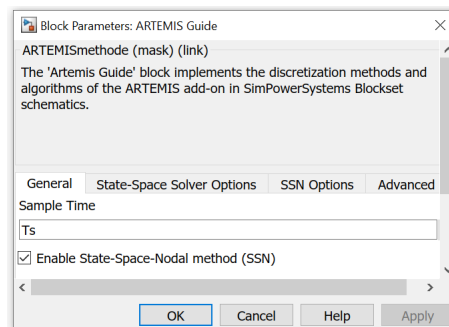 Block Parameters: ARTEMIS Guide
ARTEMISmethode (mask) (link)
The 'Artemis Guide' block implements the discretization methods and
algorithms of the ARTEMIS add-on in SimPowerSystems Blockset
schematics.
General State-Space Solver Options SSN Options Advanced
Sample Time
Ts
Enable State-Space-Nodal method (SSN)
OK Cancel Help Apply